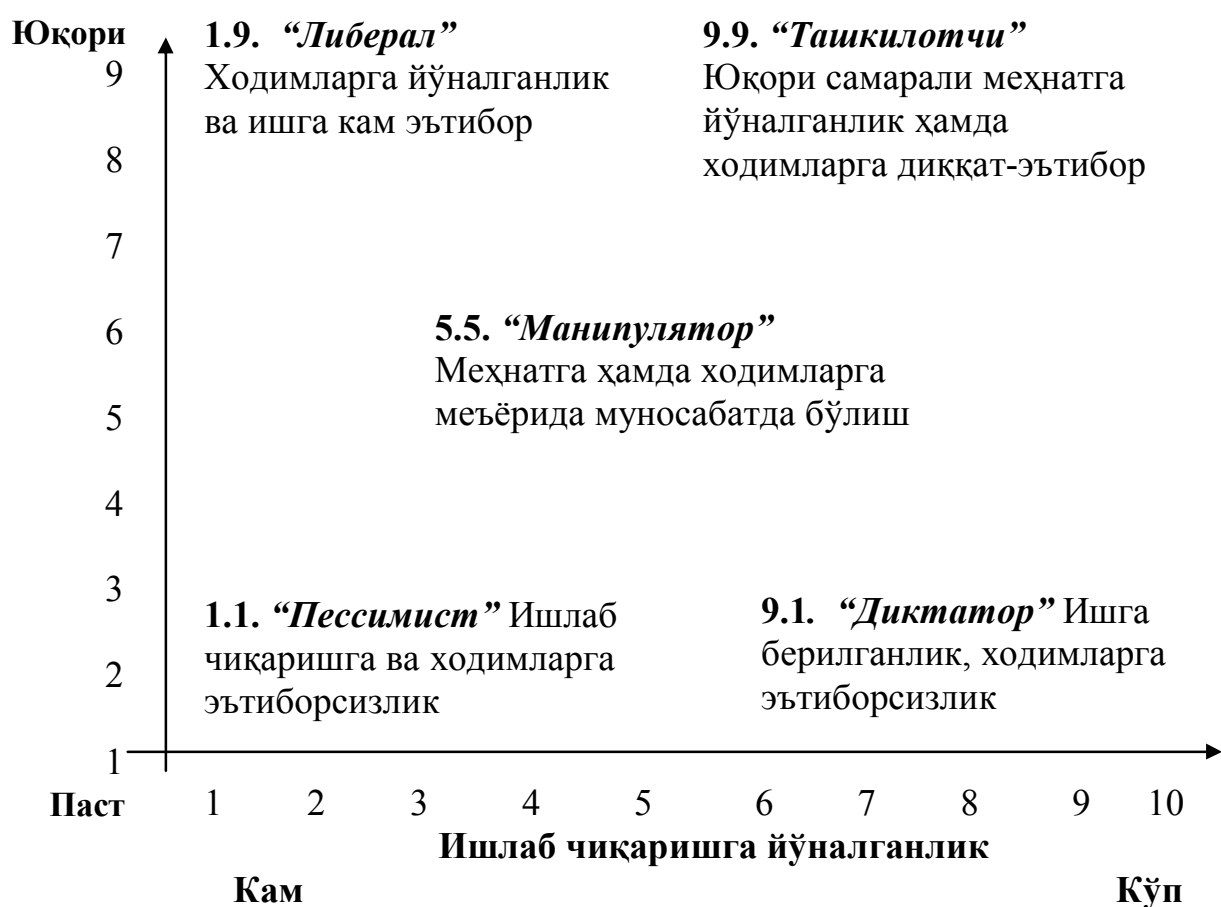 Юқори
1.9. “Либерал”
Ходимларга йўналганлик
ва ишга кам эътибор
9.9. “Ташкилотчи”
Юқори самарали меҳнатга
йўналганлик ҳамда
ходимларга диққат-эътибор
9
8
7
6
5
4
3
2
1
5.5. “Манипулятор”
Меҳнатга ҳамда ходимларга
меъёрида муносабатда бўлиш
1.1. “Пессимист” Ишлаб
чиқаришга ва ходимларга
эътиборсизлик
9.1. “Диктатор” Ишга
берилганлик, ходимларга
эътиборсизлик
Паст
1 2 3 4 5 6 7 8 9 10
Ишлаб чиқаришга йўналганлик
Кам Кўп